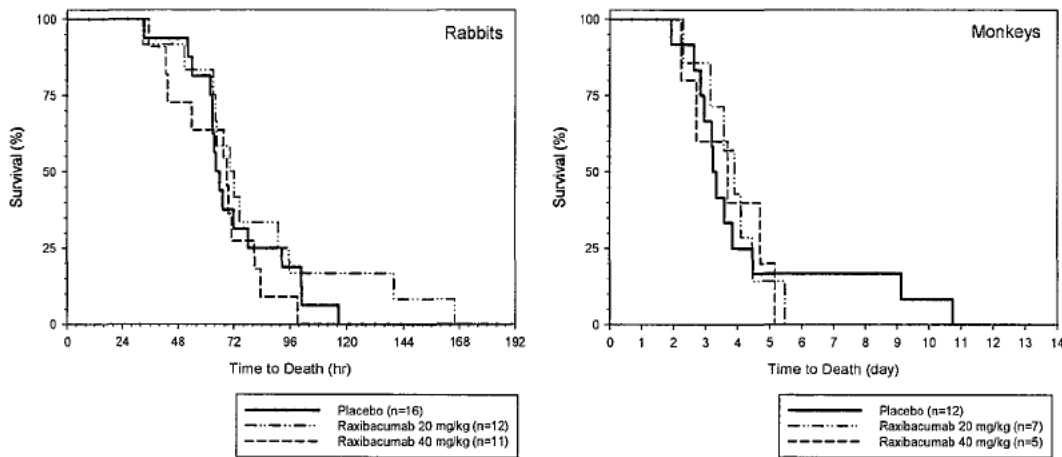 Rabbits
Survival (%)
100
75
50
25
0
0 24 48 72 96 120 144 168 192
Time to Death (hr)
Placebo (n=16)
Raxibacumab 20 mg/kg (n=12)
Raxibacumab 40 mg/kg (n=11)
Monkeys
Survival (%)
100
75
50
25
0
0 1 2 3 4 5 6 7 8 9 10 11 12 13 14
Time to Death (day)
Placebo (n=12)
Raxibacumab 20 mg/kg (n=7)
Raxibacumab 40 mg/kg (n=5)